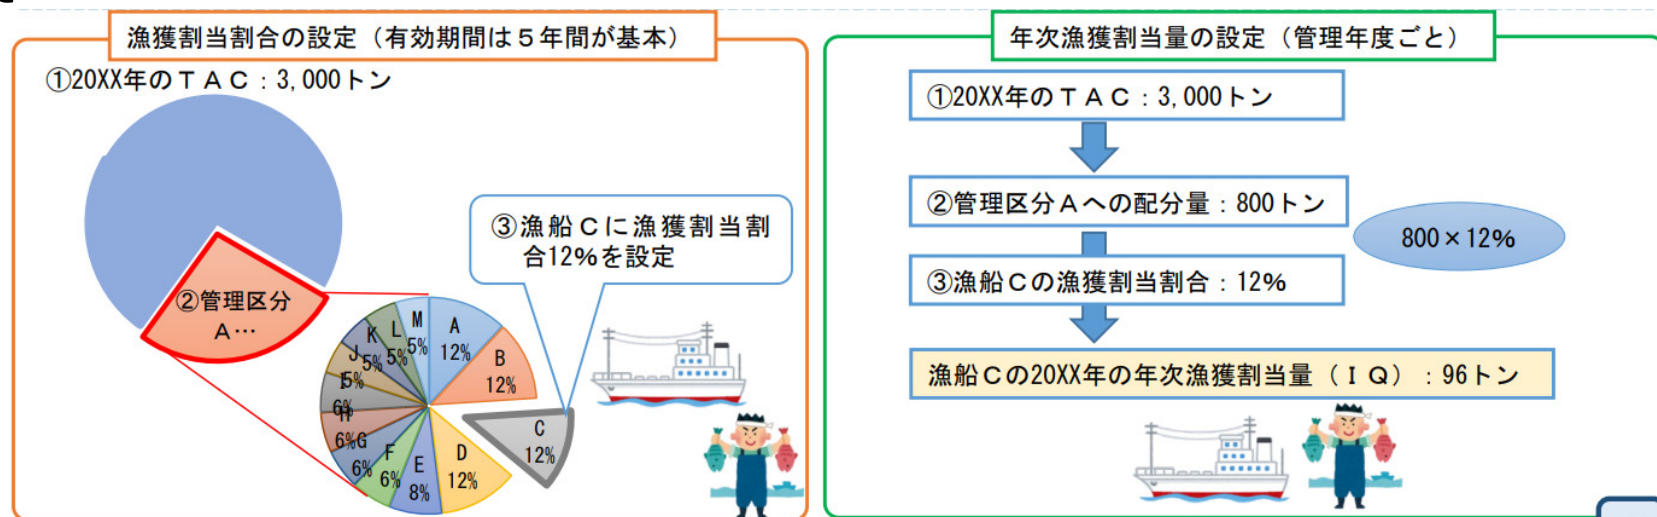 漁獲割当割合の設定（有効期間は５年間が基本）
①20XX年のＴＡＣ：3,000トン
②管理区分
Ａ…
③漁船Ｃに漁獲割当割
合12％を設定
A
12%
B
12%
C
12%
D
12%
E
8%
F
6%
G
6%
H
6%
I
6%
J
5%
K
5%
L
5%
M
5%
年次漁獲割当量の設定（管理年度ごと）
①20XX年のＴＡＣ：3,000トン
②管理区分Ａへの配分量：800トン
800×12%
③漁船Ｃの漁獲割当割合：12％
漁船Ｃの20XX年の年次漁獲割当量（ＩＱ）：96トン